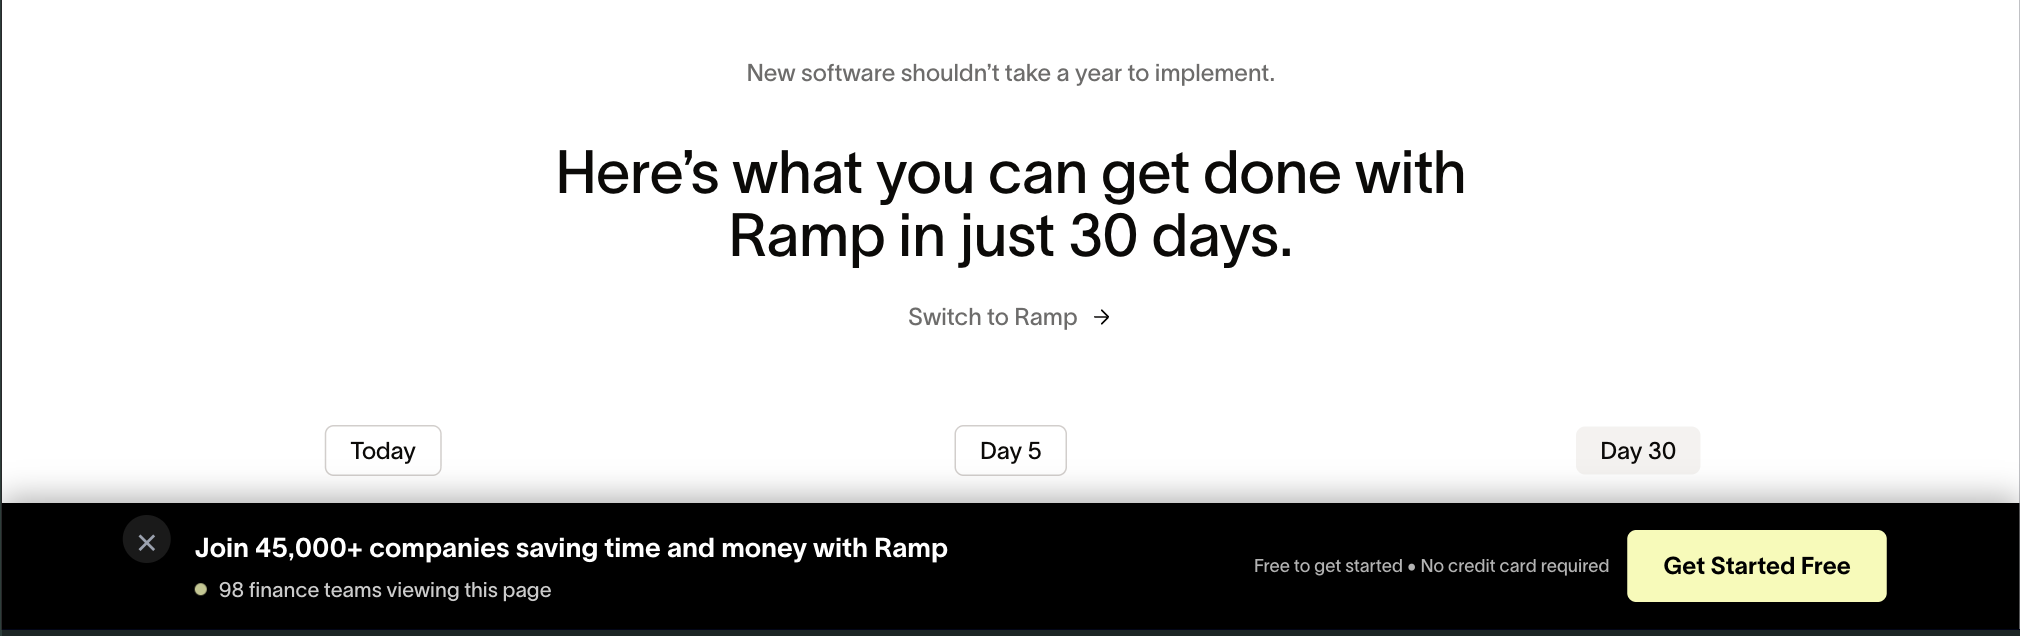 New software shouldn’t take a year to implement.
Here’s what you can get done with
Ramp in just 30 days.
Switch to Ramp →
Today
Day 5
Day 30
Join 45,000+ companies saving time and money with Ramp
98 finance teams viewing this page
Free to get started • No credit card required
Get Started Free